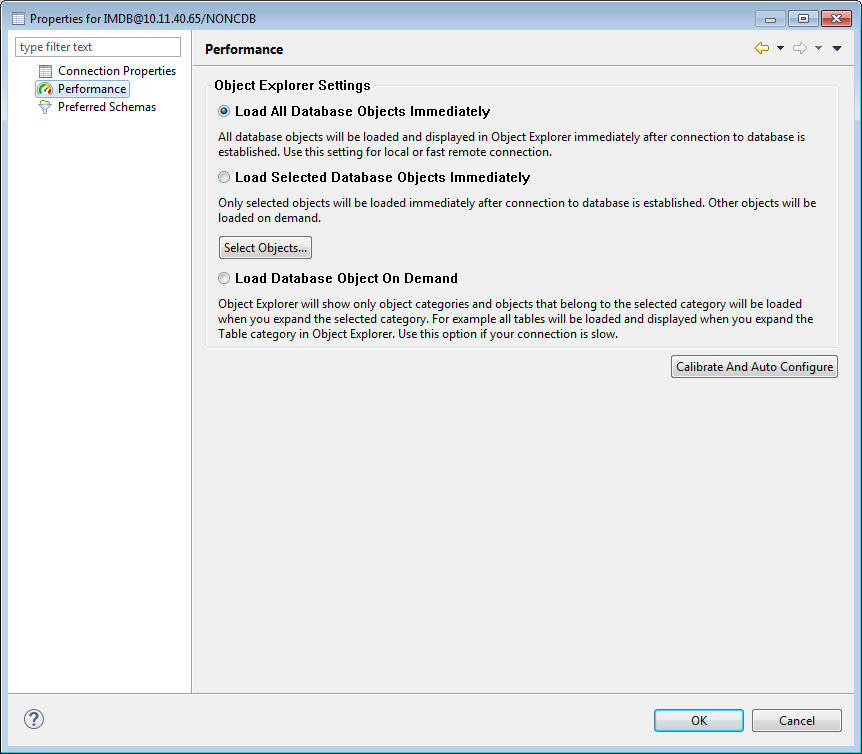 Properties for IMDB@10.11.40.65/NONCDB
type filter text
Connection Properties
Performance
Preferred Schemas
Performance
Object Explorer Settings
Load All Database Objects Immediately
All database objects will be loaded and displayed in Object Explorer immediately after connection to database is
established. Use this setting for local or fast remote connection.
Load Selected Database Objects Immediately
Only selected objects will be loaded immediately after connection to database is established. Other objects will be
loaded on demand.
Select Objects...
Load Database Object On Demand
Object Explorer will show only object categories and objects that belong to the selected category will be loaded
when you expand the selected category. For example all tables will be loaded and displayed when you expand the
Table category in Object Explorer. Use this option if your connection is slow.
Calibrate And Auto Configure
?
OK
Cancel